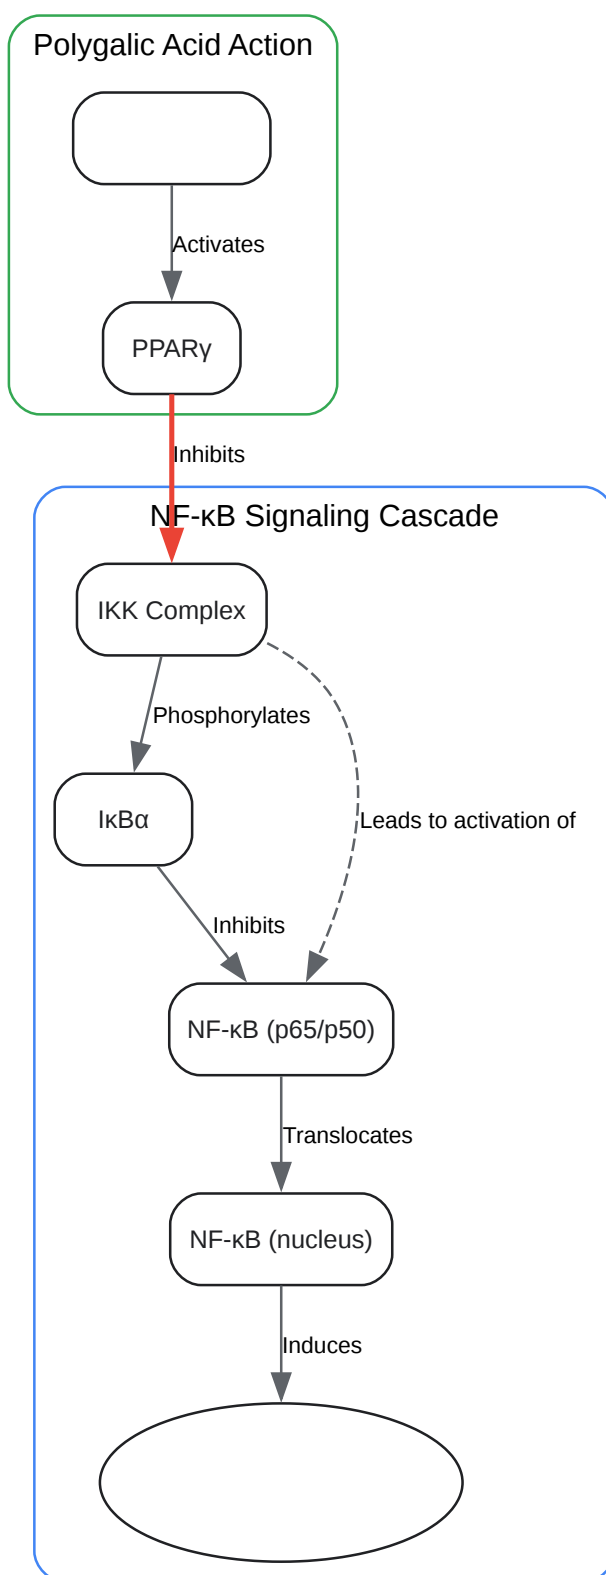 Polygalic Acid Action
Activates
PPARγ
Inhibits
NF-κB Signaling Cascade
IKK Complex
Phosphorylates
IκBα
Leads to activation of
Inhibits
NF-κB (p65/p50)
Translocates
NF-κB (nucleus)
Induces